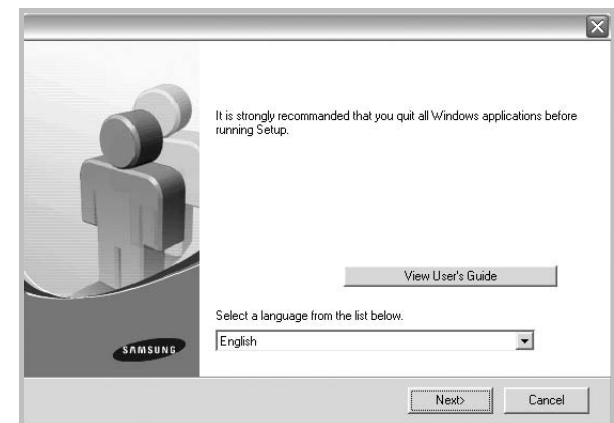 It is strongly recommanded that you quit all Windows applications before
running Setup.
View User's Guide
Select a language from the list below.
English
SAMSUNG
Next>
Cancel